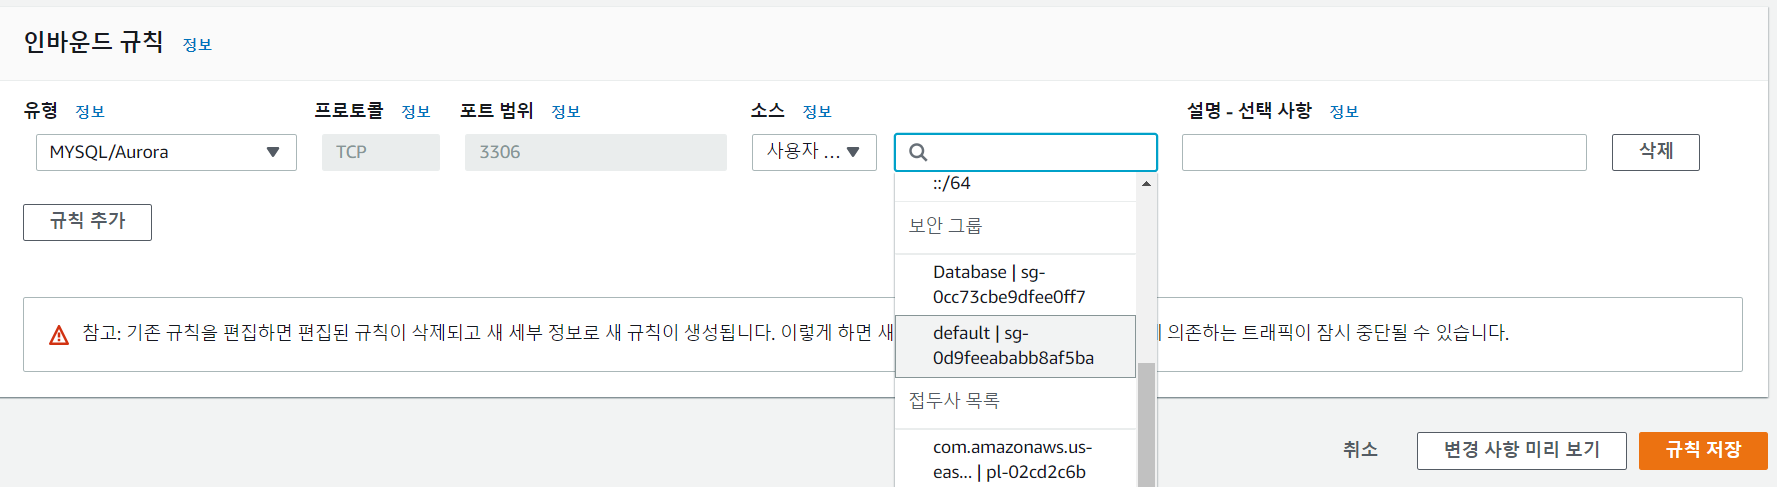 인바운드 규칙 정보
유형 정보 프로토콜 정보 포트 범위 정보 소스 정보 설명 - 선택 사항 정보
MYSQL/Aurora TCP 3306 사용자 ... 삭제
::/64
보안 그룹
규칙 추가
Database | sg-
0cc73cbe9dfee0ff7
default | sg-
0d9feeababb8af5ba
참고: 기존 규칙을 편집하면 편집된 규칙이 삭제되고 새 세부 정보로 새 규칙이 생성됩니다. 이렇게 하면 새 의존하는 트래픽이 잠시 중단될 수 있습니다.
접두사 목록
com.amazonaws.us-
eas... | pl-02cd2c6b
취소 변경 사항 미리 보기 규칙 저장